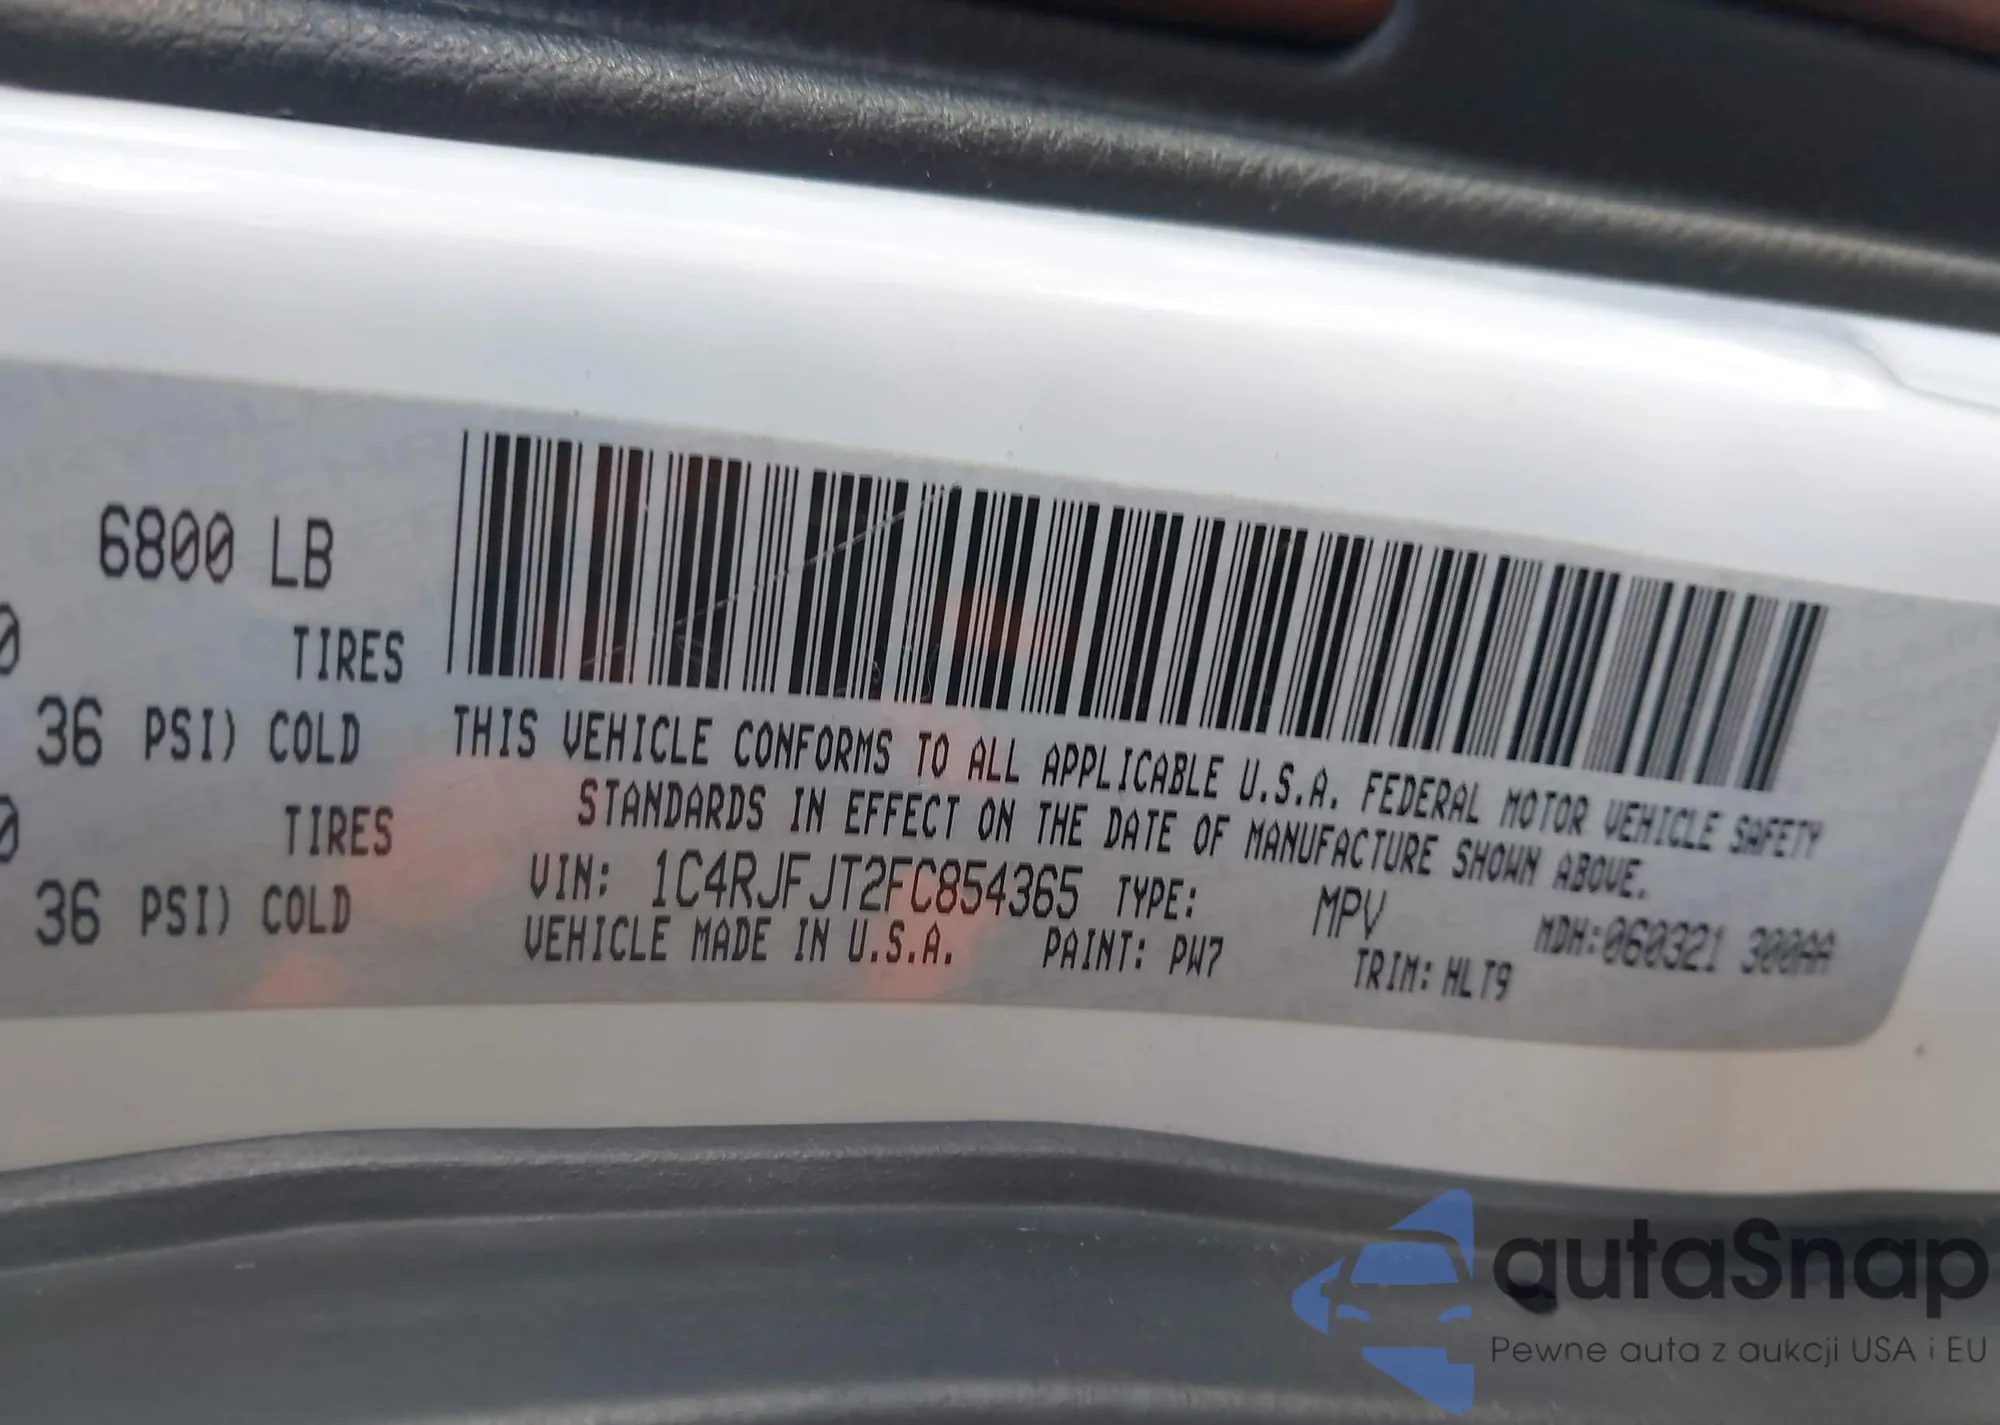 6800 LB
TIRES
36 PSI) COLD
TIRES
36 PSI) COLD
THIS VEHICLE CONFORMS TO ALL APPLICABLE U.S.A. FEDERAL MOTOR VEHICLE SAFETY
STANDARDS IN EFFECT ON THE DATE OF MANUFACTURE SHOWN ABOVE.
VIN: 1C4RJFJT2FC854365 TYPE: MPV MDH:060321 300AA
VEHICLE MADE IN U.S.A. PAINT: PW7 TRIM: HLT9
autaSnap
Pewne auta z aukcji USA i EU